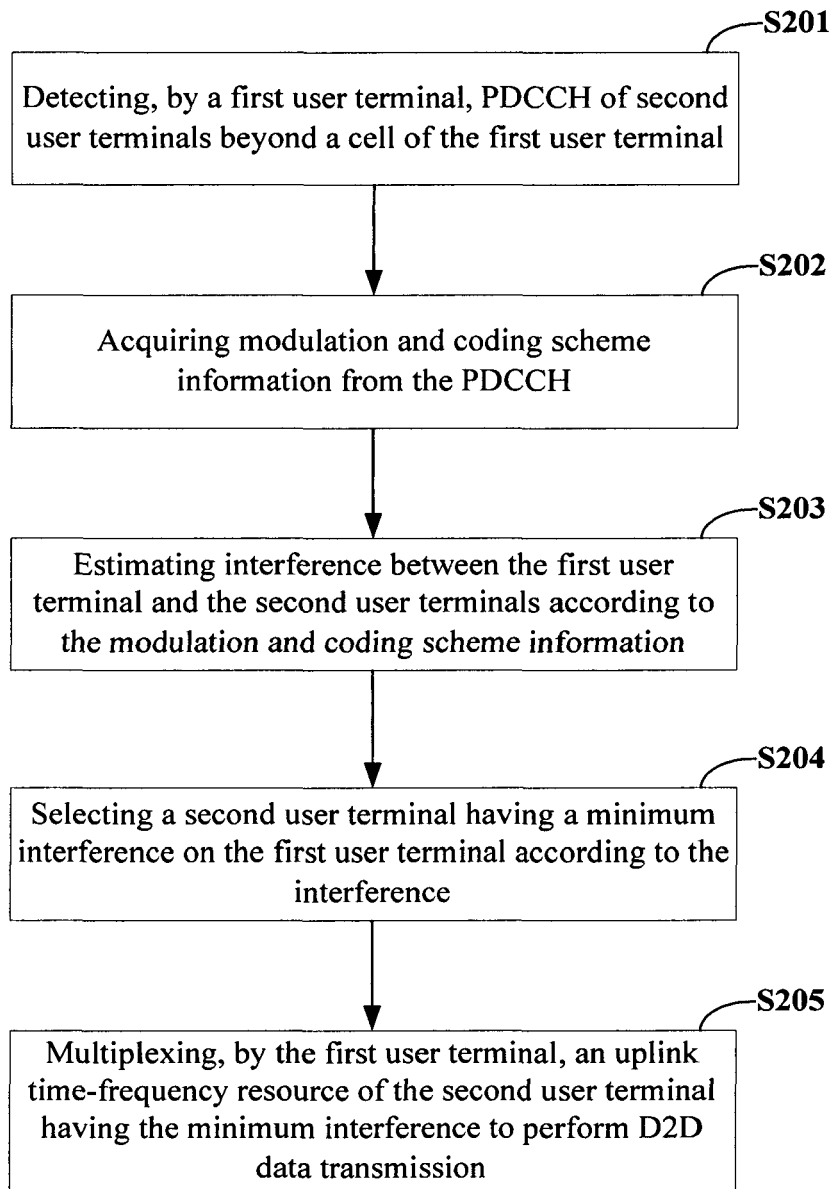 S201
Detecting, by a first user terminal, PDCCH of second
user terminals beyond a cell of the first user terminal
S202
Acquiring modulation and coding scheme
information from the PDCCH
S203
Estimating interference between the first user
terminal and the second user terminals according to
the modulation and coding scheme information
S204
Selecting a second user terminal having a minimum
interference on the first user terminal according to the
interference
S205
Multiplexing, by the first user terminal, an uplink
time-frequency resource of the second user terminal
having the minimum interference to perform D2D
data transmission